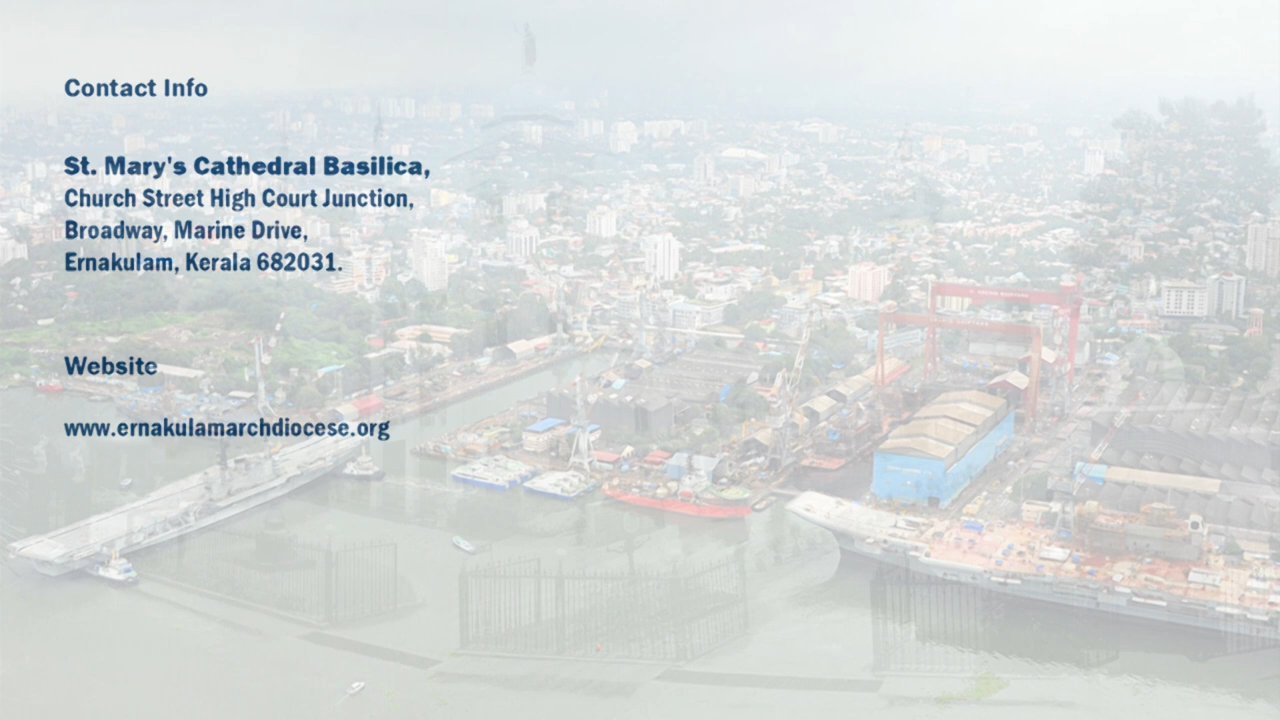 Contact Info
St. Mary's Cathedral Basilica,
Church Street High Court Junction,
Broadway, Marine Drive,
Ernakulam, Kerala 682031.
Website
www.ernakulamarchdiocese.org